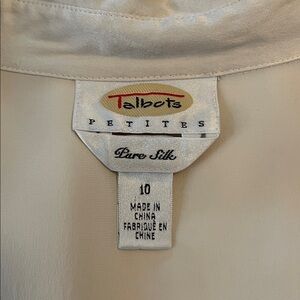 Talbots
PETITES
Pure Silk
10
MADE IN
CHINA
FABRIQUÉ EN
CHINE